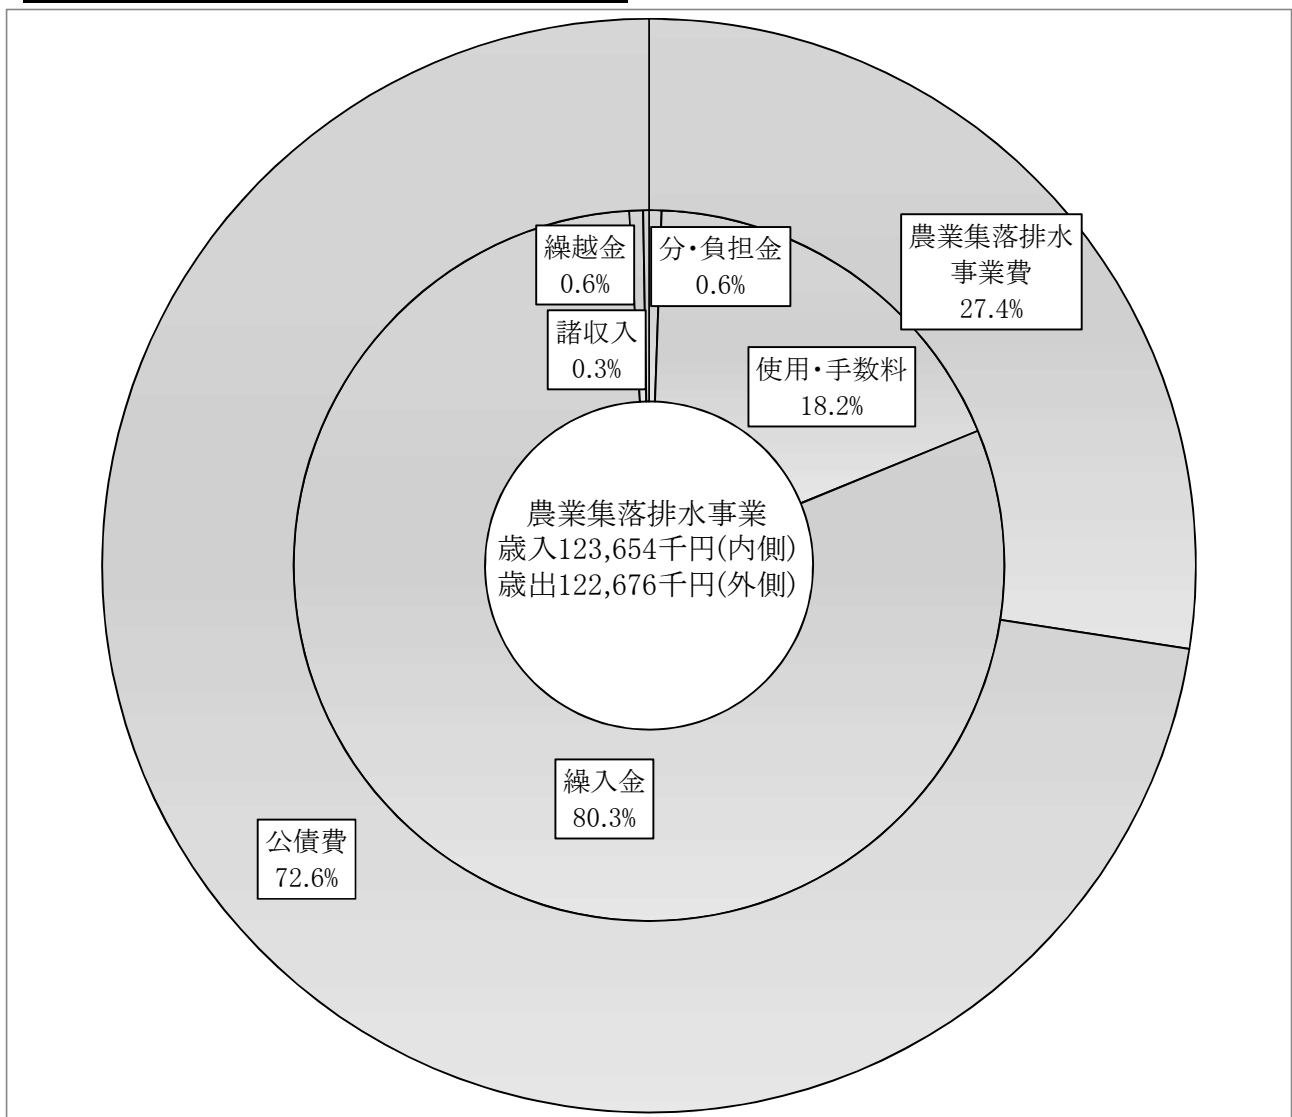 繰越金
0.6%
分・負担金
0.6%
農業集落排水
事業費
27.4%
諸収入
0.3%
使用・手数料
18.2%
農業集落排水事業
歳入123,654千円(内側)
歳出122,676千円(外側)
繰入金
80.3%
公債費
72.6%